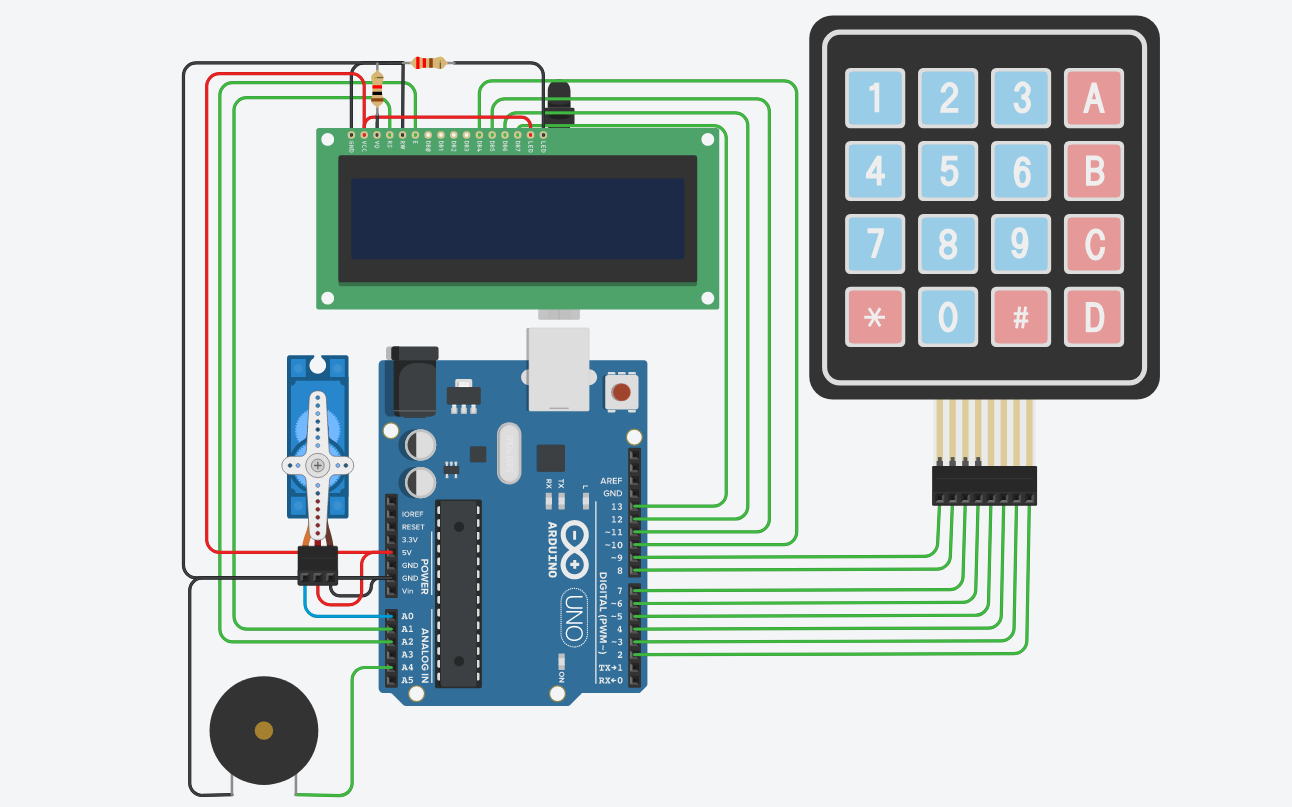 GND VCC V0 RS RW E DB0 DB1 DB2 DB3 DB4 DB5 DB6 DB7 LED LED
1 2 3 A
4 5 6 B
7 8 9 C
* 0 # D
AREF
GND
13
12
~11
~10
~9
8
7
~6
~5
4
~3
2
TX→1
RX←0
DIGITAL (PWM~)
RX TX L
ARDUINO
UNO
ON
IOREF
RESET
3.3V
5V
GND
GND
Vin
POWER
A0
A1
A2
A3
A4
A5
ANALOG IN